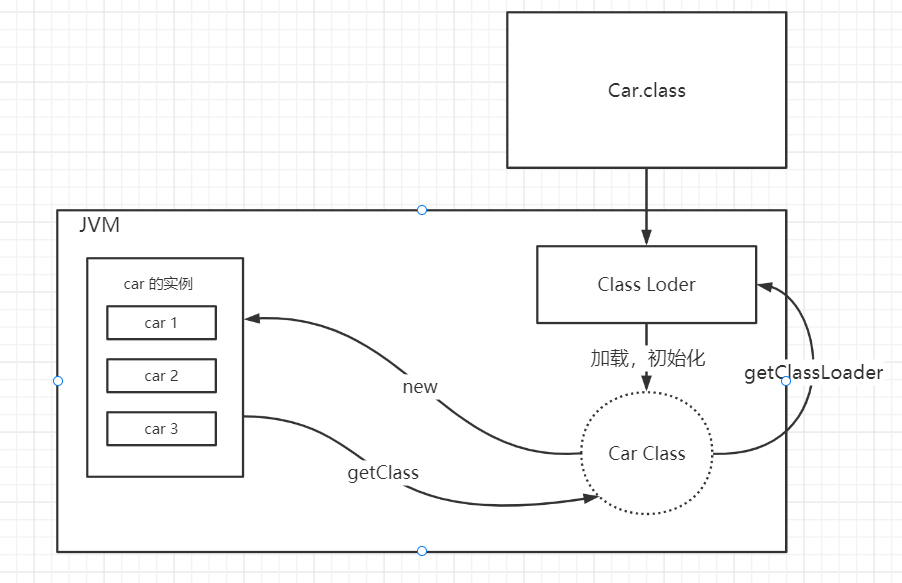 Car.class
JVM
Class Loder
car 的实例
car 1
car 2
car 3
加载，初始化
getClassLoader
new
Car Class
getClass